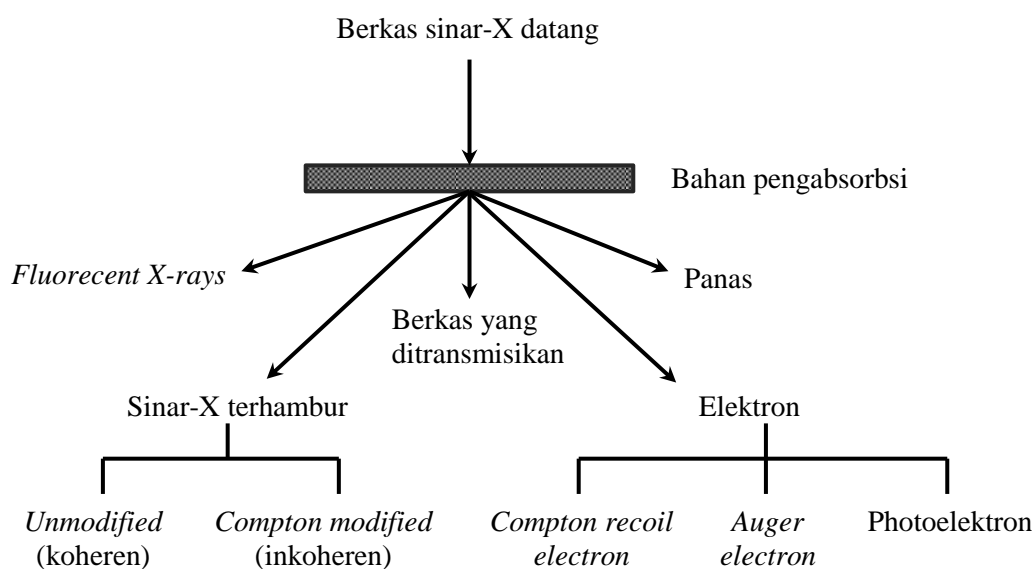 Berkas sinar-X datang
Bahan pengabsorbsi
Fluorecent X-rays
Panas
Berkas yang
ditransmisikan
Sinar-X terhambur
Elektron
Unmodified
(koheren)
Compton modified
(inkoheren)
Compton recoil
electron
Auger
electron
Photoelektron